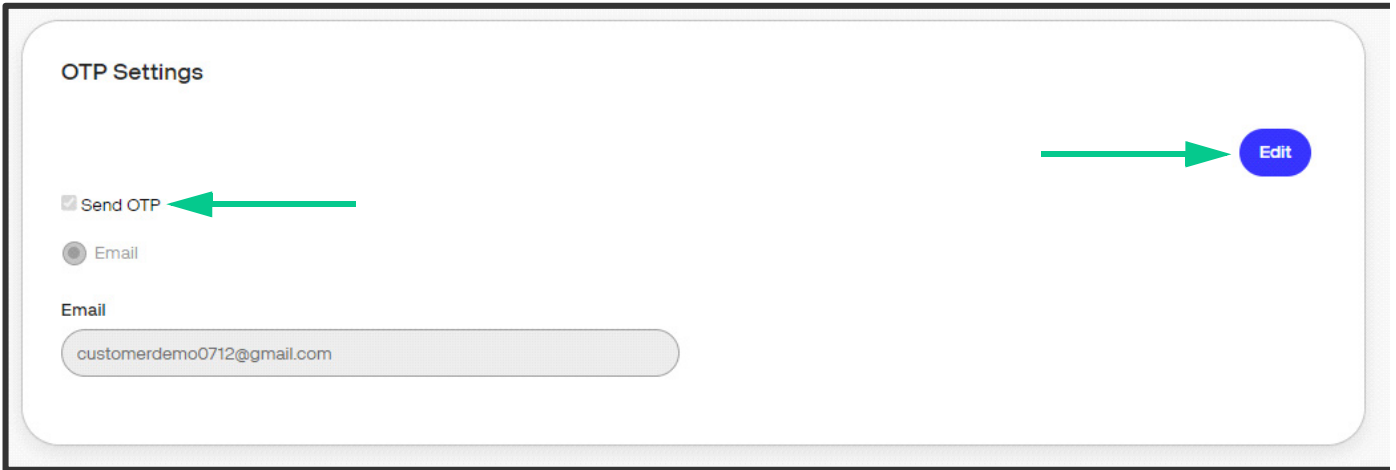 OTP Settings
Edit
Send OTP
Email
Email
customerdemo0712@gmail.com